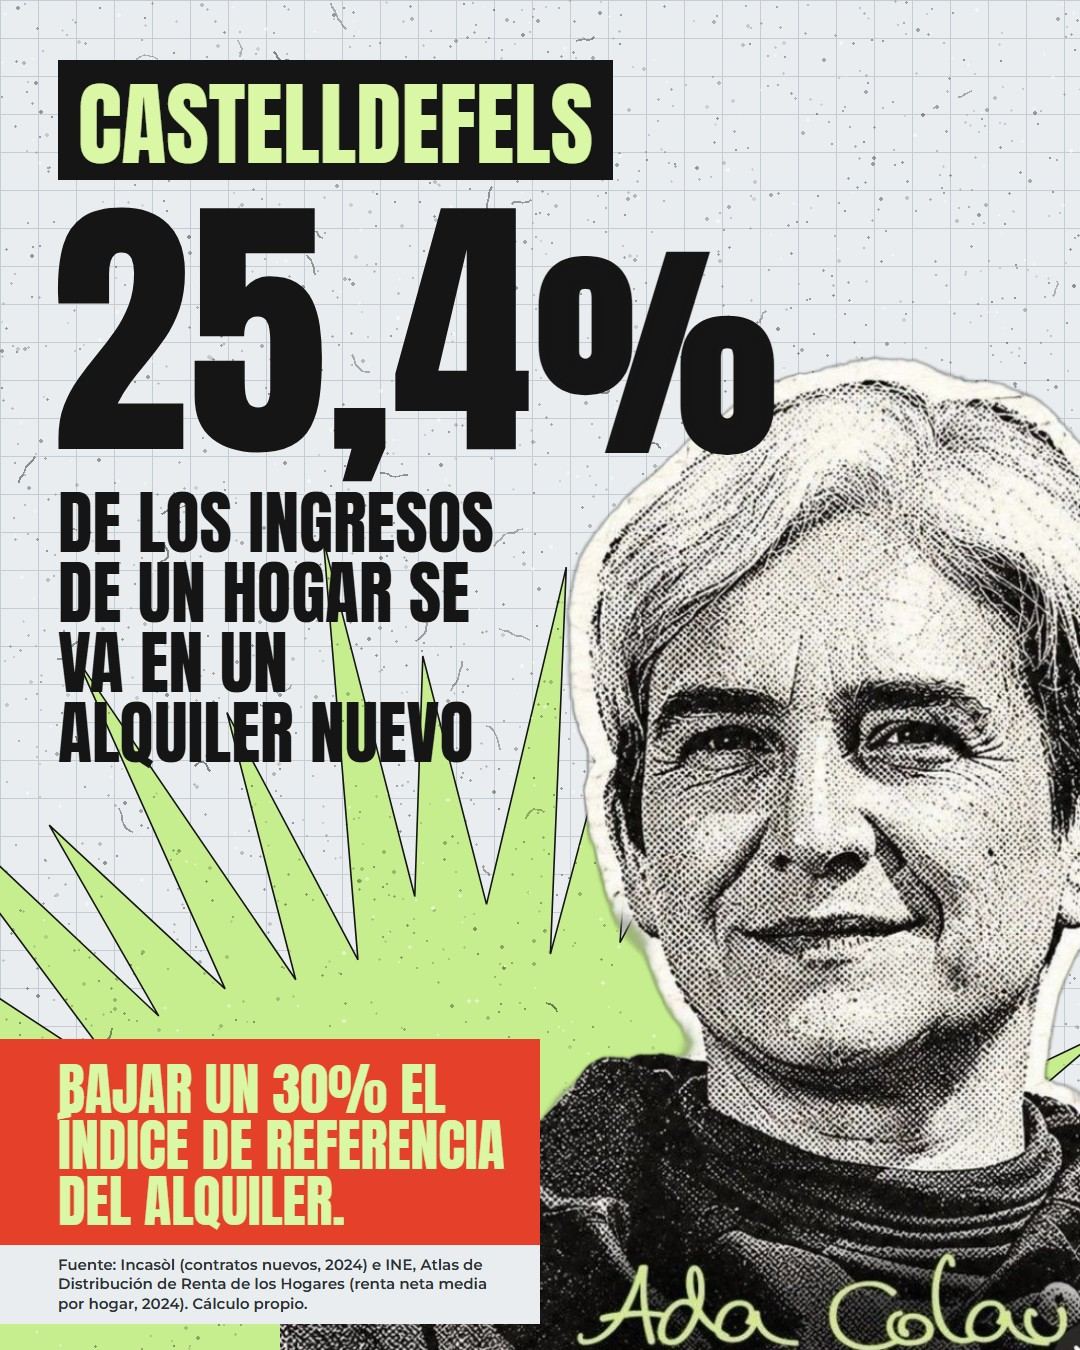 CASTELLDEFELS
25,4%
DE LOS INGRESOS
DE UN HOGAR SE
VA EN UN
ALQUILER NUEVO
BAJAR UN 30% EL
ÍNDICE DE REFERENCIA
DEL ALQUILER.
Fuente: Incasòl (contratos nuevos, 2024) e INE, Atlas de
Distribución de Renta de los Hogares (renta neta media
por hogar, 2024). Cálculo propio.
Ada Colau